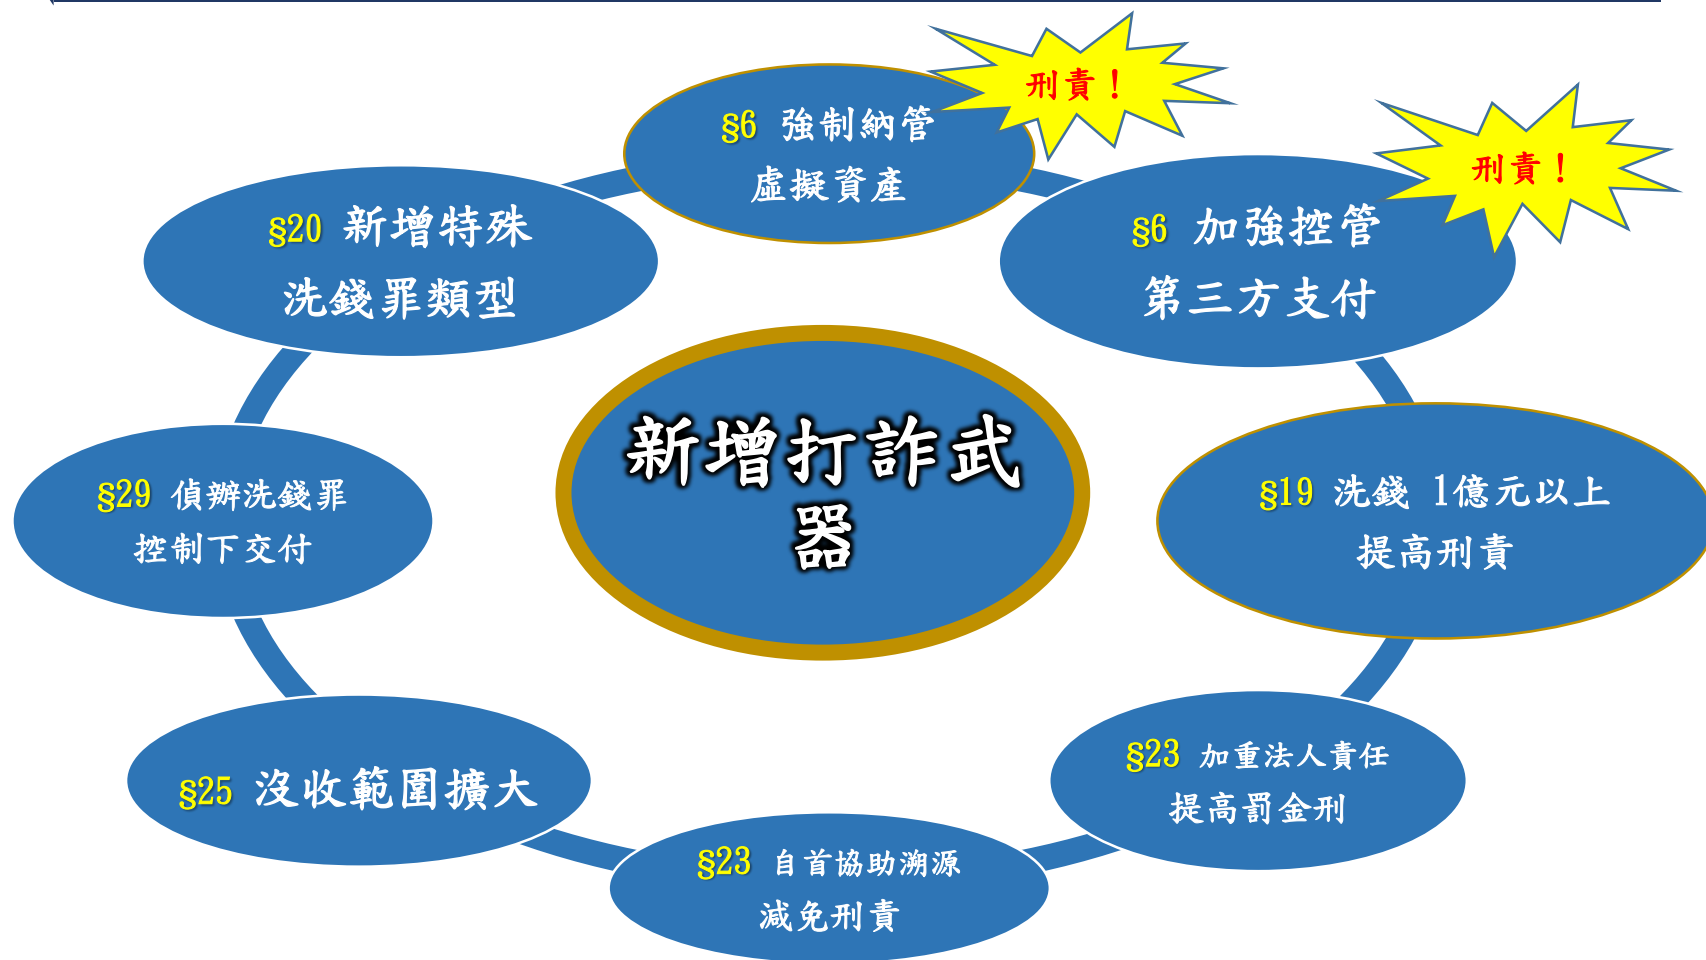 刑責！
§6 強制納管
虛擬資產
刑責！
§6 加強控管
第三方支付
§20 新增特殊
洗錢罪類型
新增打詐武
器
§19 洗錢 1億元以上
提高刑責
§29 偵辦洗錢罪
控制下交付
§23 加重法人責任
提高罰金刑
§25 沒收範圍擴大
§23 自首協助溯源
減免刑責